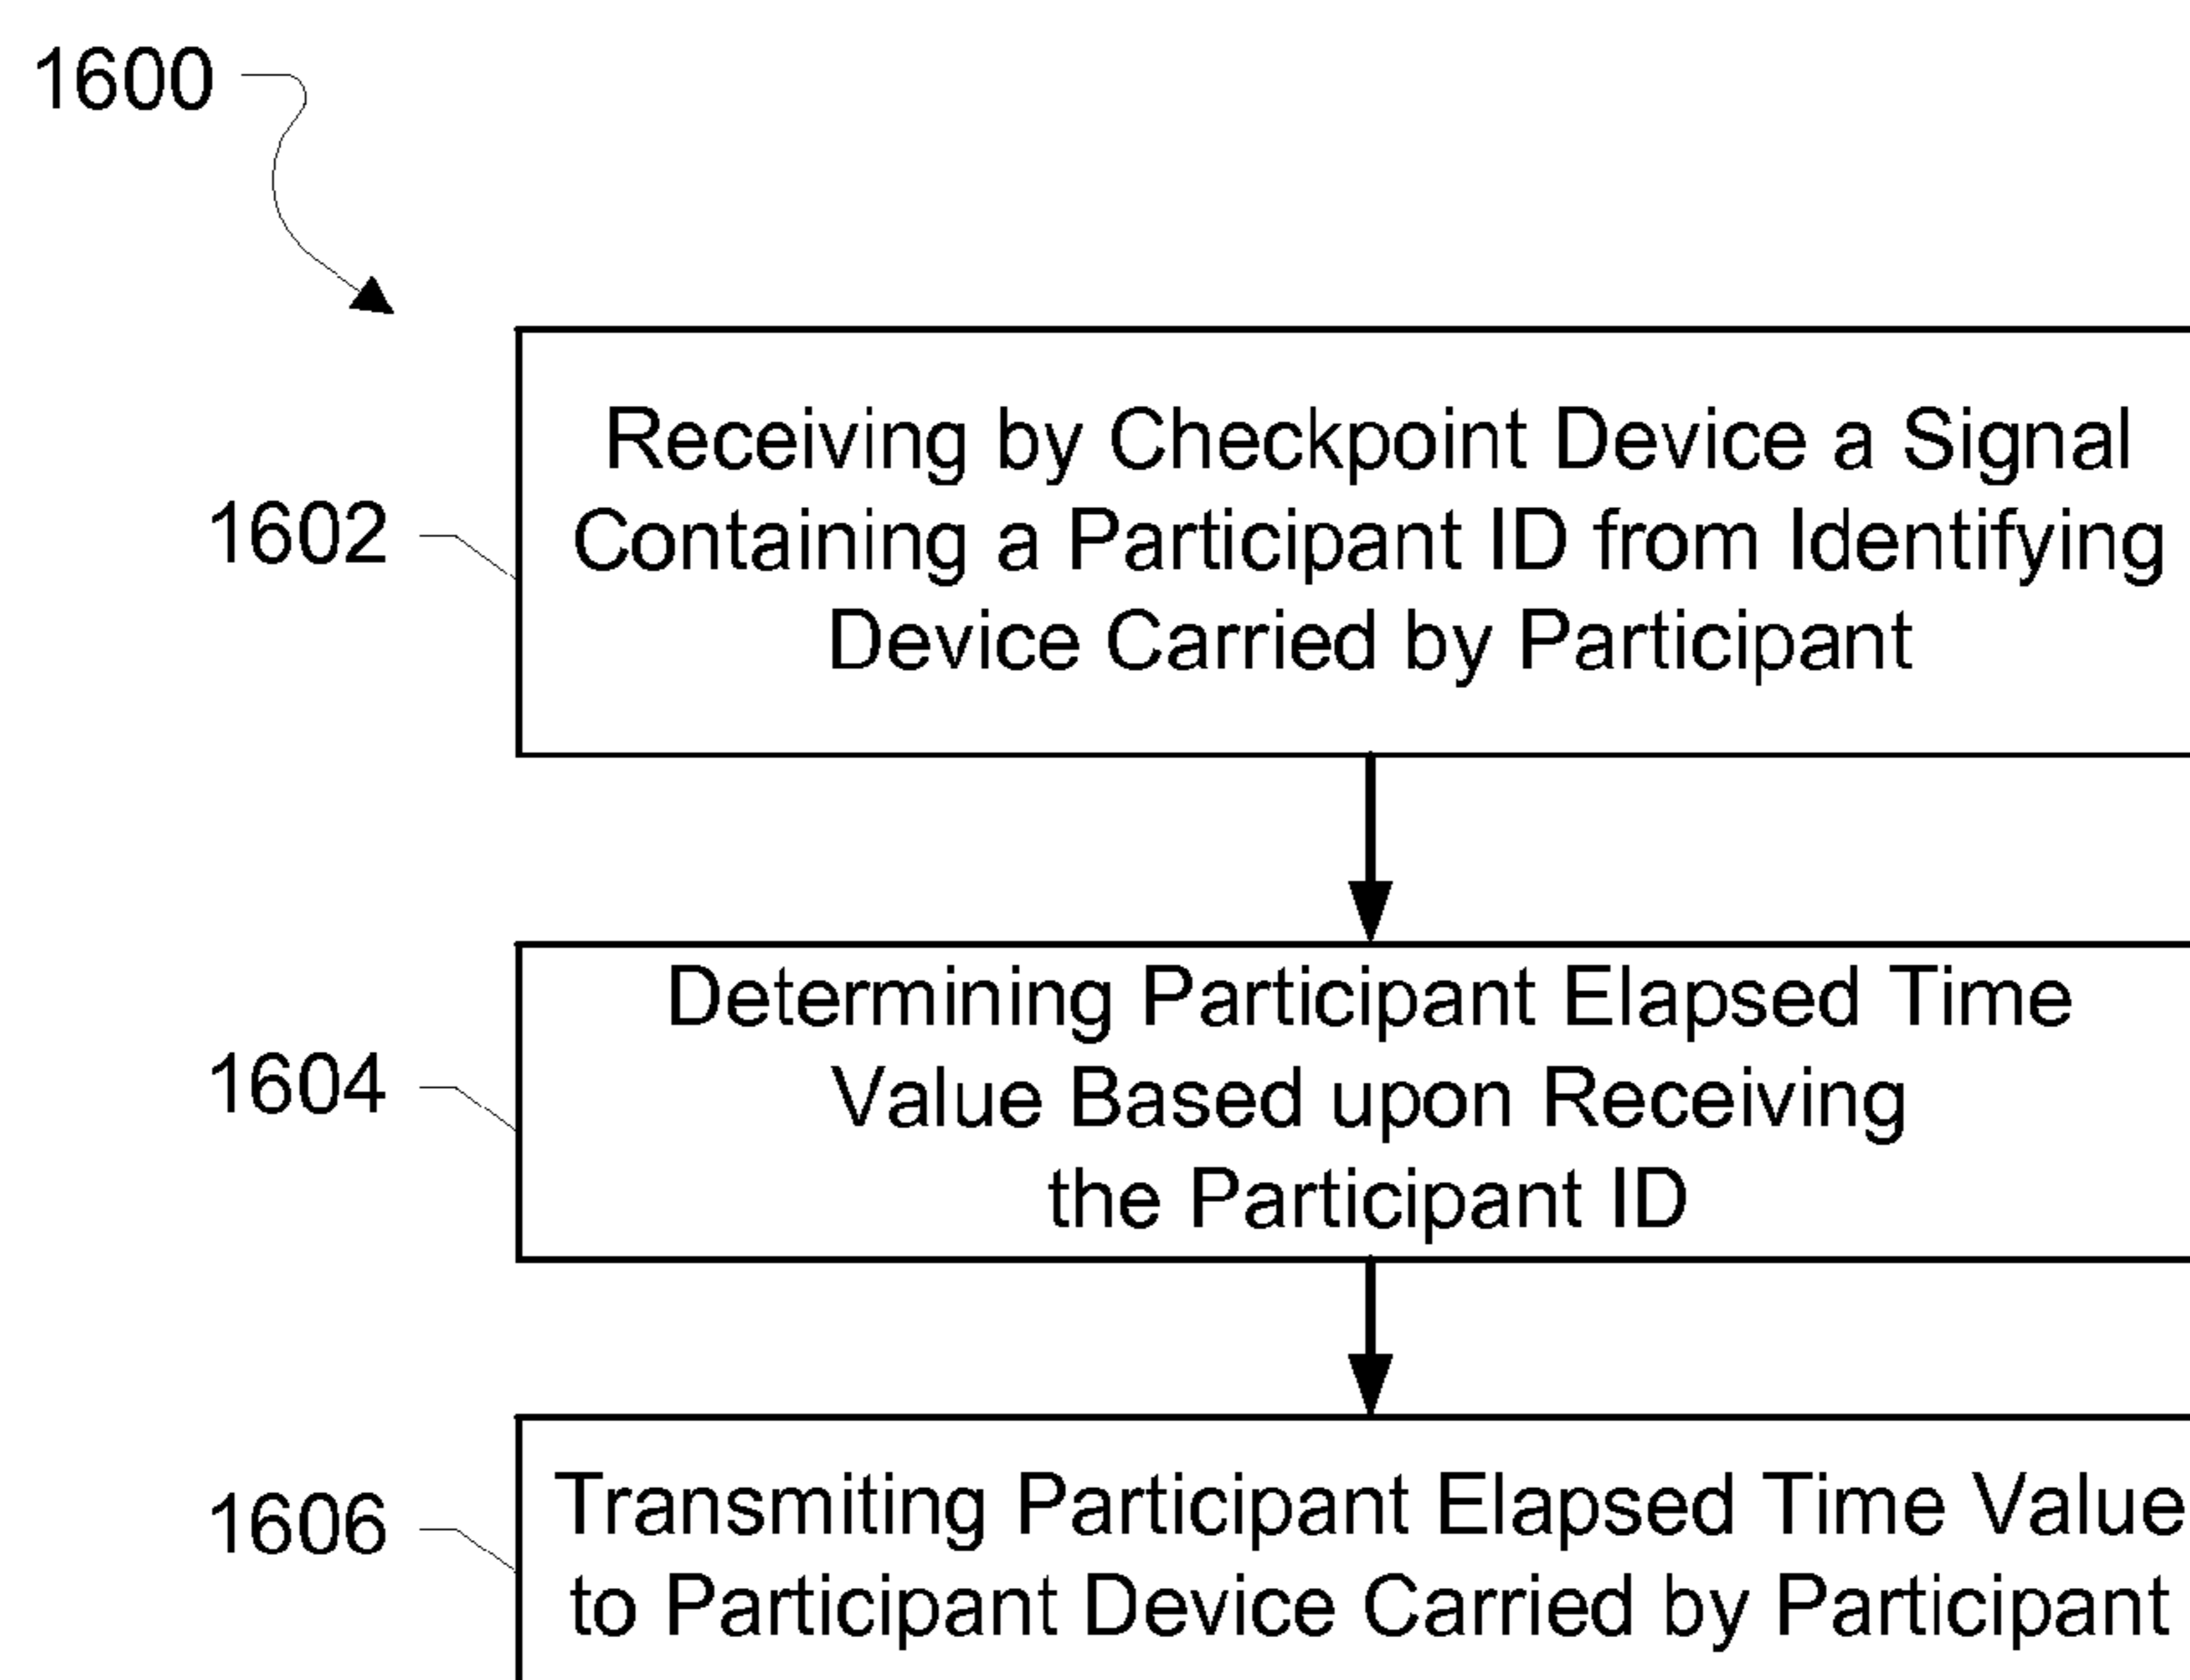 1600
1602
Receiving by Checkpoint Device a Signal
Containing a Participant ID from Identifying
Device Carried by Participant
1604
Determining Participant Elapsed Time
Value Based upon Receiving
the Participant ID
1606
Transmiting Participant Elapsed Time Value
to Participant Device Carried by Participant